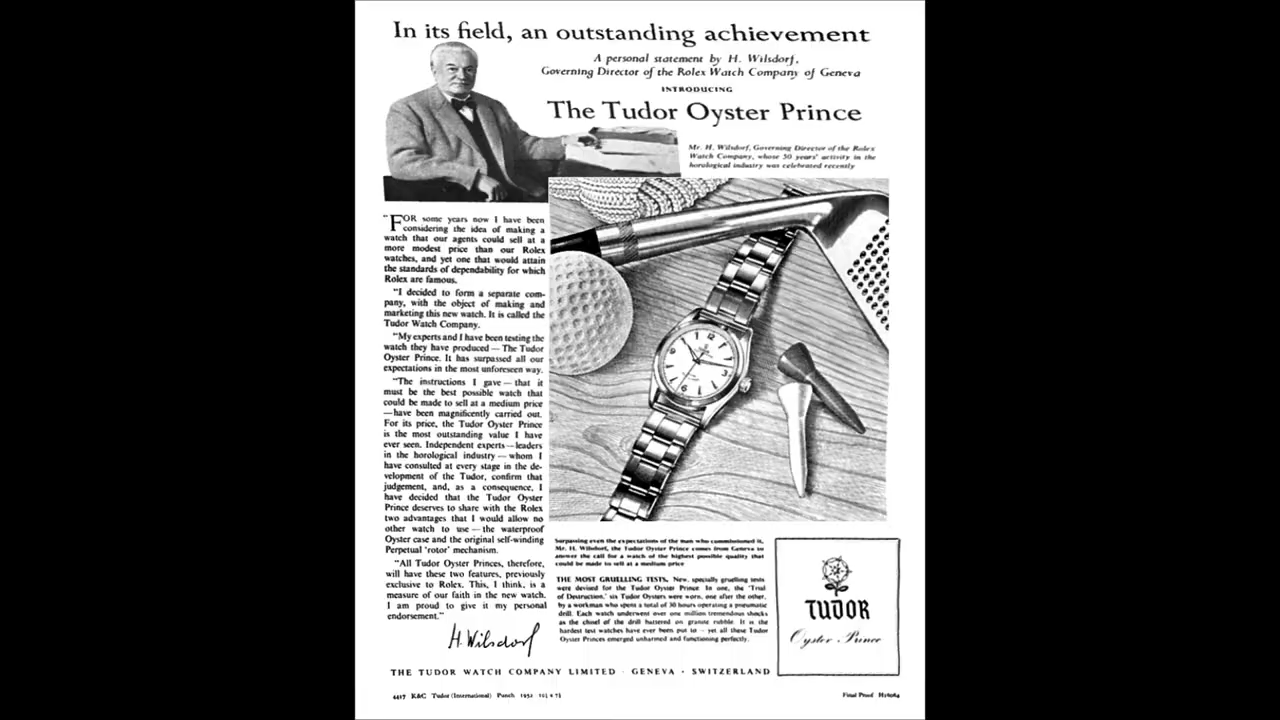 In its field, an outstanding achievement
A personal statement by H. Wilsdorf,
Governing Director of the Rolex Watch Company of Geneva
INTRODUCING
The Tudor Oyster Prince
Mr. H. Wilsdorf, Governing Director of the Rolex
Watch Company, whose 50 years' activity in the
horological industry was celebrated recently
"FOR some years now I have been
considering the idea of making a
watch that our agents could sell at a
more modest price than our Rolex
watches, and yet one that would attain
the standards of dependability for which
Rolex are famous.
"I decided to form a separate com-
pany, with the object of making and
marketing this new watch. It is called the
Tudor Watch Company.
"My experts and I have been testing the
watch they have produced — The Tudor
Oyster Prince. It has surpassed all our
expectations in the most unforeseen way.
"The instructions I gave — that it
must be the best possible watch that
could be made to sell at a medium price
— have been magnificently carried out.
For its price, the Tudor Oyster Prince
is the most outstanding value I have
ever seen. Independent experts — leaders
in the horological industry — whom I
have consulted at every stage in the de-
velopment of the Tudor, confirm that
judgement, and, as a consequence, I
have decided that the Tudor Oyster
Prince deserves to share with the Rolex
two advantages that I would allow no
other watch to use — the waterproof
Oyster case and the original self-winding
Perpetual 'rotor' mechanism.
"All Tudor Oyster Princes, therefore,
will have these two features, previously
exclusive to Rolex. This, I think, is a
measure of our faith in the new watch.
I am proud to give it my personal
endorsement."
H. Wilsdorf
Surpassing even the expectations of the man who commissioned it,
Mr. H. Wilsdorf, the Tudor Oyster Prince comes from Geneva to
answer the call for a watch of the highest possible quality that
could be made to sell at a medium price
THE MOST GRUELLING TESTS. New, specially gruelling tests
were devised for the Tudor Oyster Prince. In one, the 'Trial
of Destruction,' six Tudor Oysters were worn, one after the other,
by a workman who spent a total of 30 hours operating a pneumatic
drill. Each watch underwent over one million tremendous shocks
as the chisel of the drill battered on granite rubble. It is the
hardest test watches have ever been put to — yet all these Tudor
Oyster Princes emerged unharmed and functioning perfectly.
TUDOR
Oyster Prince
THE TUDOR WATCH COMPANY LIMITED · GENEVA · SWITZERLAND
4417 K&C Tudor (International) Punch 1952
Final Proof